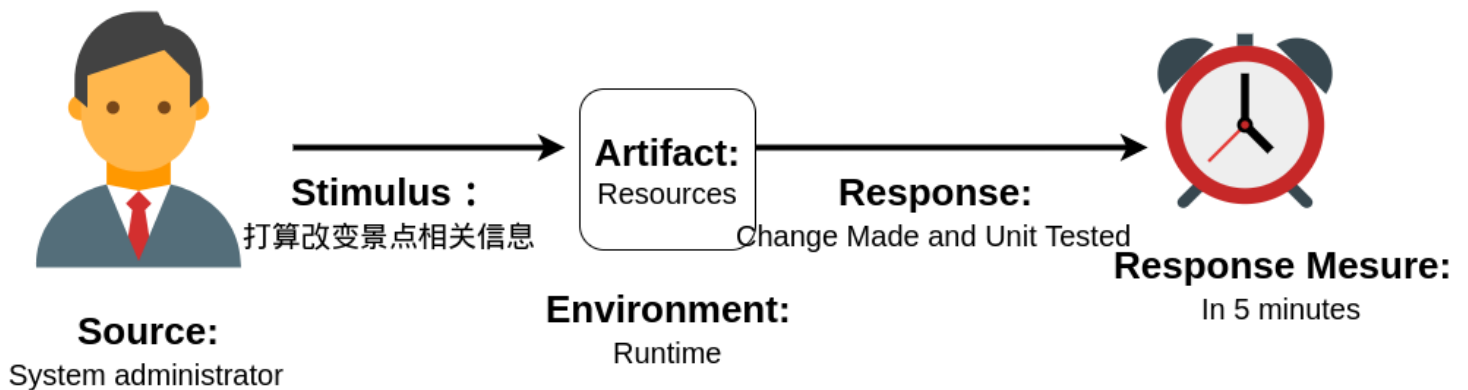 Source:
System administrator
Stimulus：
打算改变景点相关信息
Artifact:
Resources
Environment:
Runtime
Response:
Change Made and Unit Tested
Response Mesure:
In 5 minutes